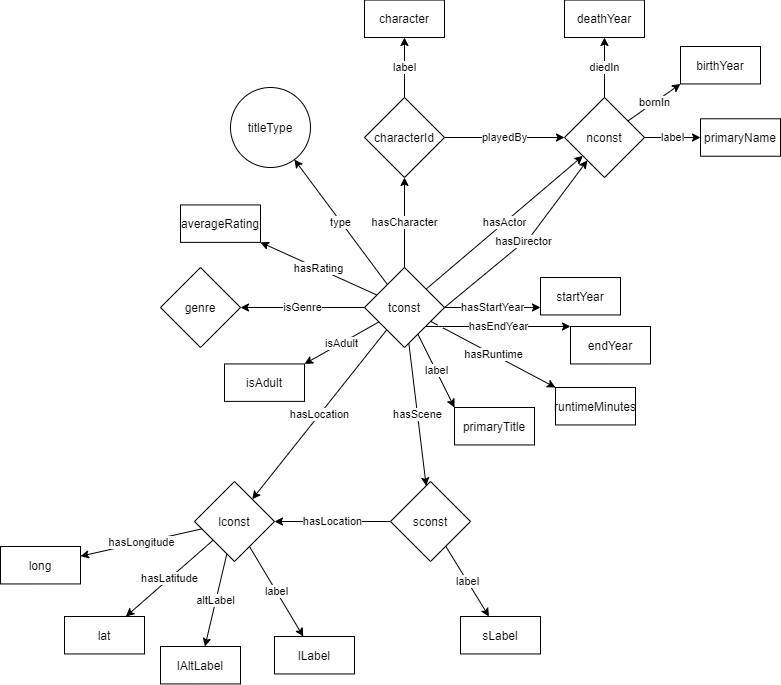 character
deathYear
label
diedIn
birthYear
bornIn
titleType
characterId
playedBy
nconst
label
primaryName
averageRating
type
hasCharacter
hasActor
hasDirector
hasRating
genre
isGenre
tconst
hasStartYear
startYear
hasEndYear
endYear
isAdult
hasRuntime
isAdult
label
runtimeMinutes
hasLocation
hasScene
primaryTitle
lconst
hasLocation
sconst
hasLongitude
long
hasLatitude
label
label
altLabel
lat
sLabel
lLabel
lAltLabel